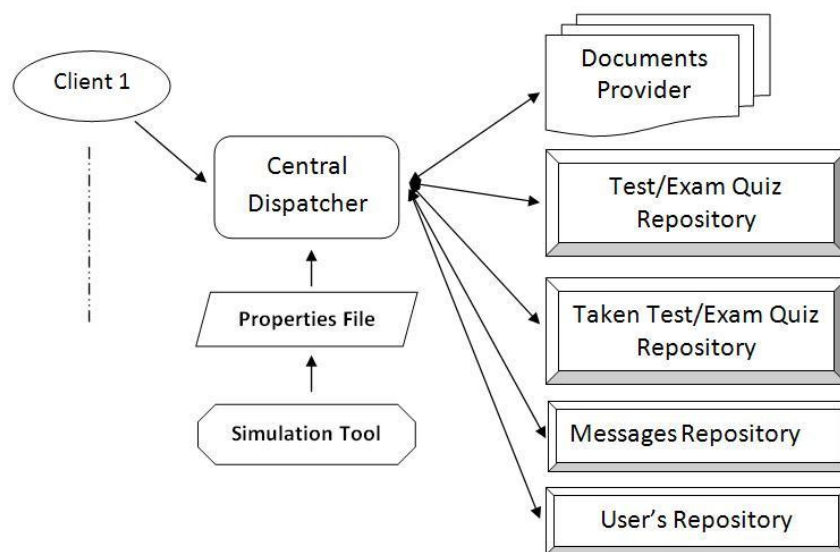 Client 1
Central
Dispatcher
Properties File
Simulation Tool
Documents
Provider
Test/Exam Quiz
Repository
Taken Test/Exam Quiz
Repository
Messages Repository
User's Repository